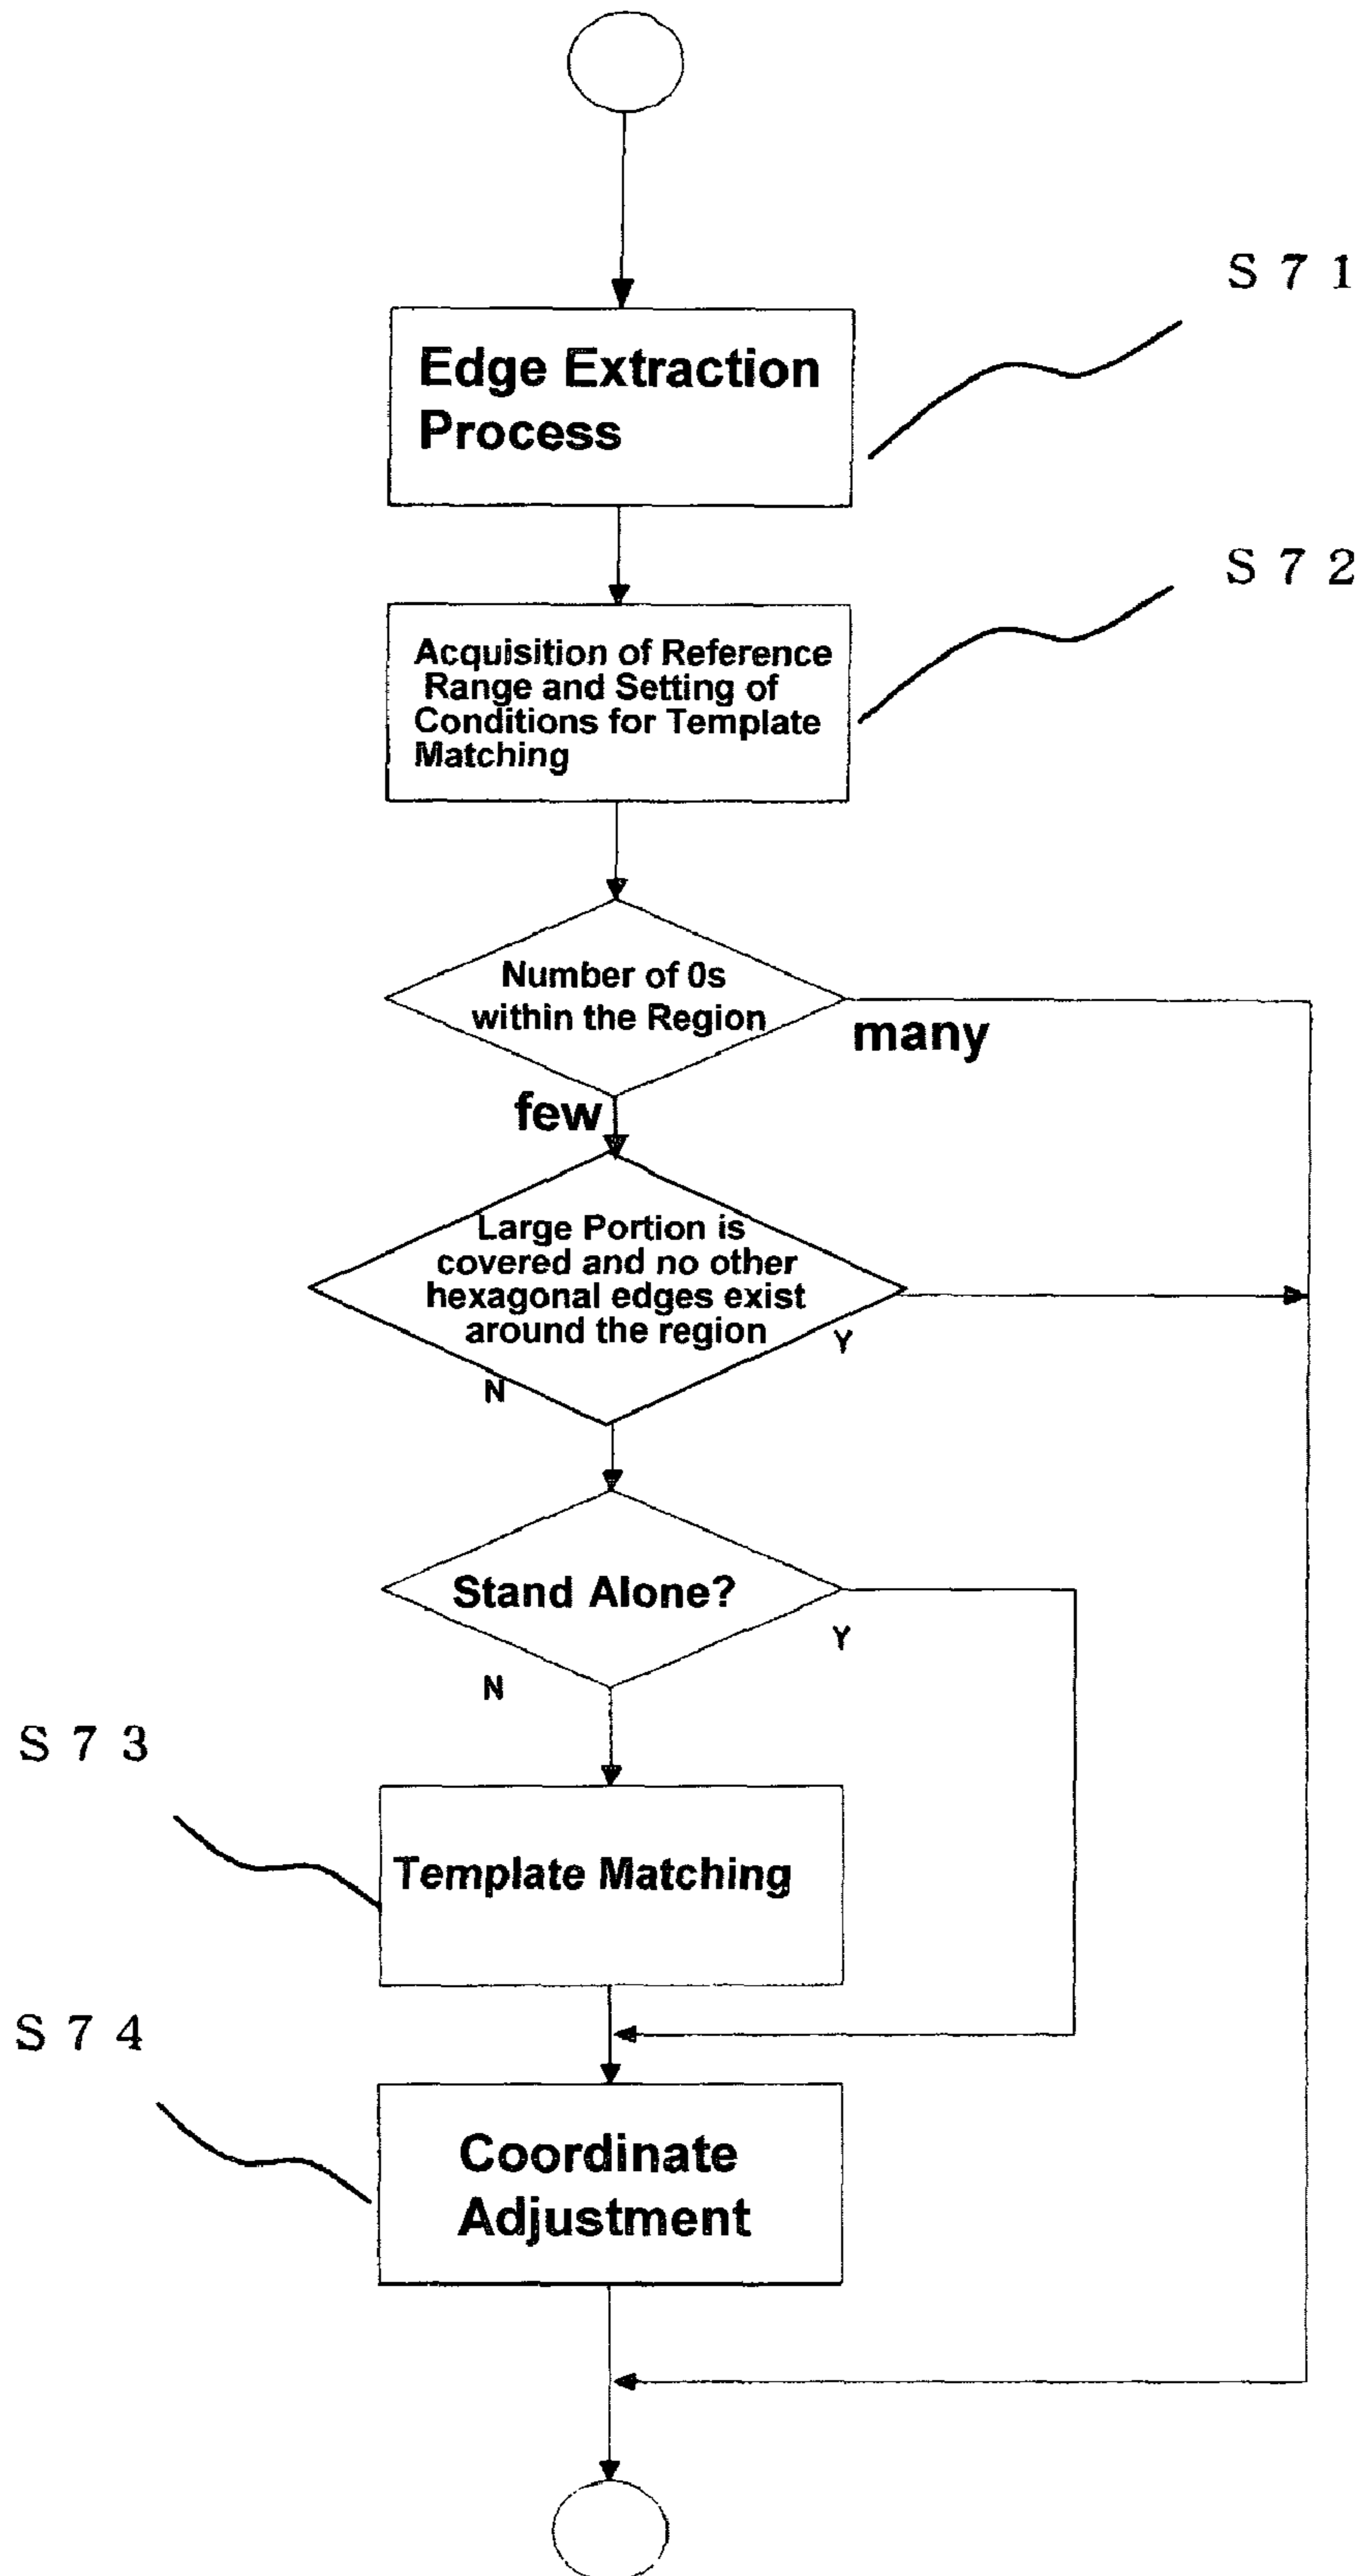 S 7 1
Edge Extraction
Process
S 7 2
Acquisition of Reference
Range and Setting of
Conditions for Template
Matching
Number of 0s
within the Region
many
few
Large Portion is
covered and no other
hexagonal edges exist
around the region
Y
N
Stand Alone?
Y
N
S 7 3
Template Matching
S 7 4
Coordinate
Adjustment